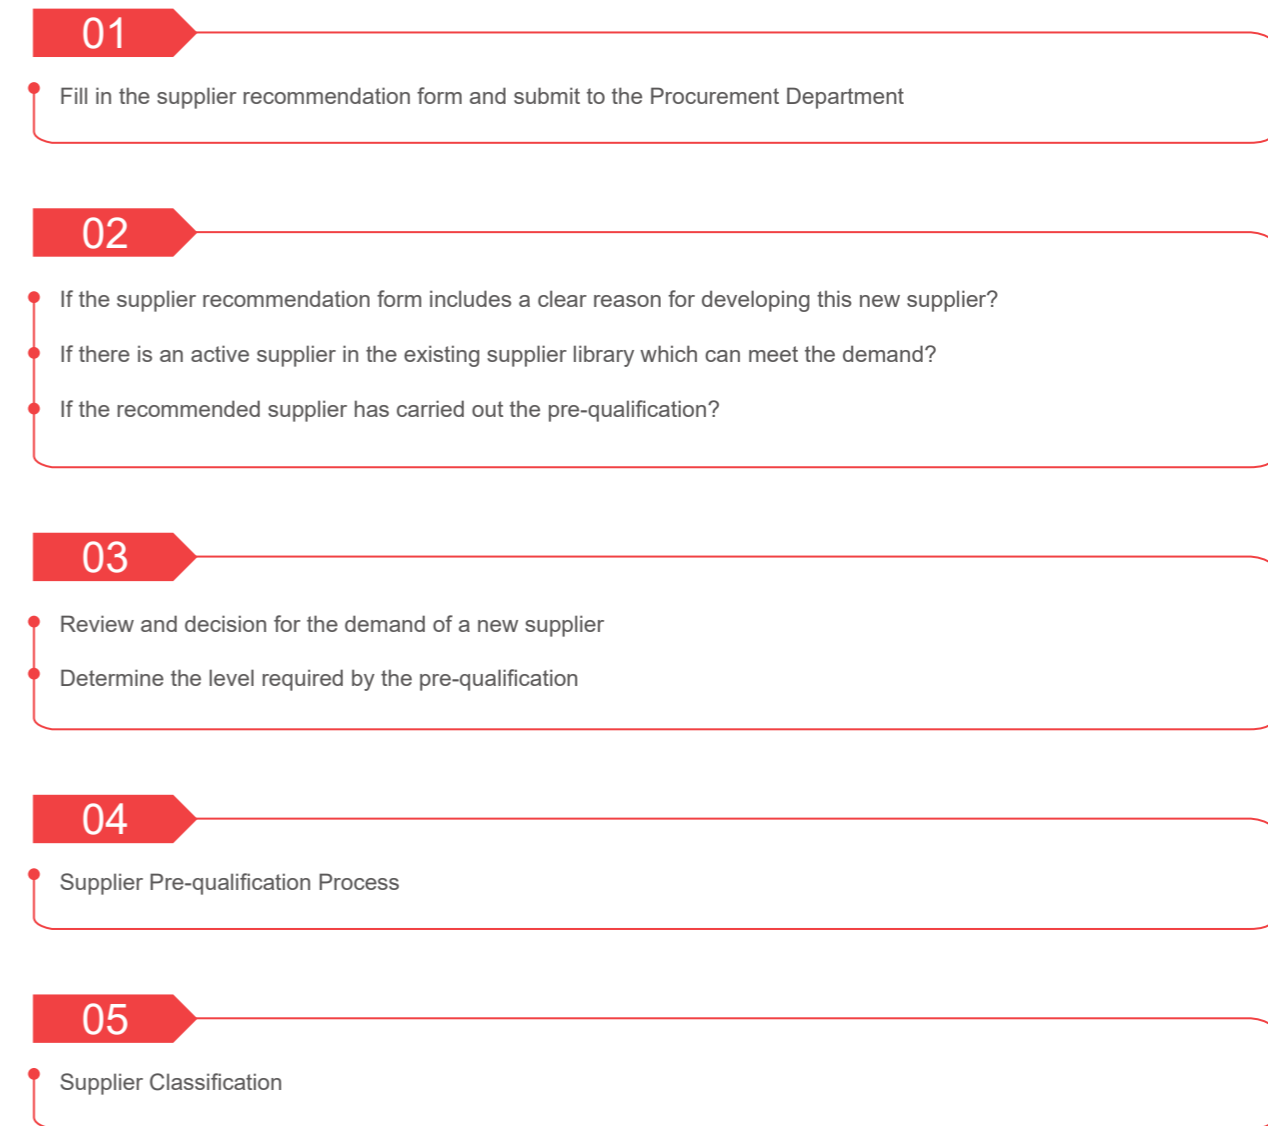 01
Fill in the supplier recommendation form and submit to the Procurement Department
02
If the supplier recommendation form includes a clear reason for developing this new supplier?
If there is an active supplier in the existing supplier library which can meet the demand?
If the recommended supplier has carried out the pre-qualification?
03
Review and decision for the demand of a new supplier
Determine the level required by the pre-qualification
04
Supplier Pre-qualification Process
05
Supplier Classification